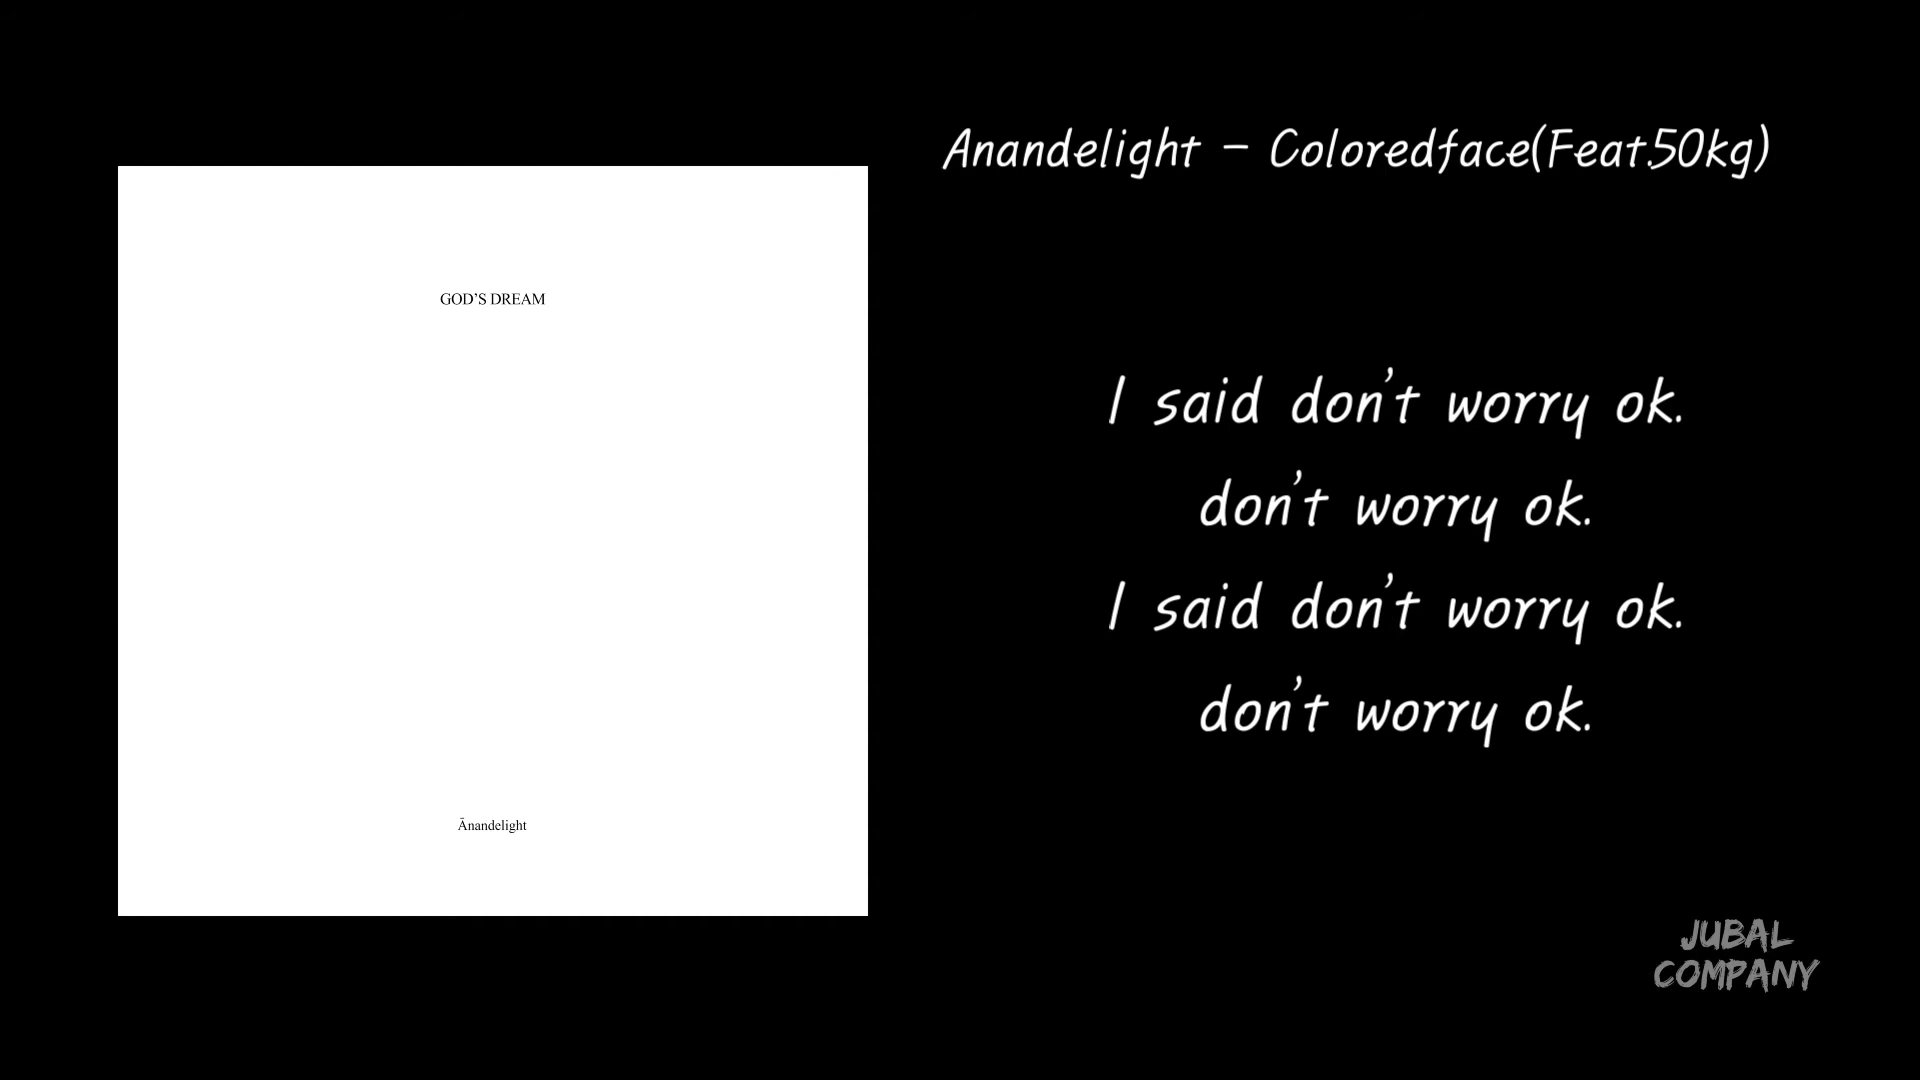 GOD'S DREAM
Ānandelight
Anandelight - Coloredface(Feat.50kg)
I said don't worry ok.
don't worry ok.
I said don't worry ok.
don't worry ok.
JUBAL
COMPANY